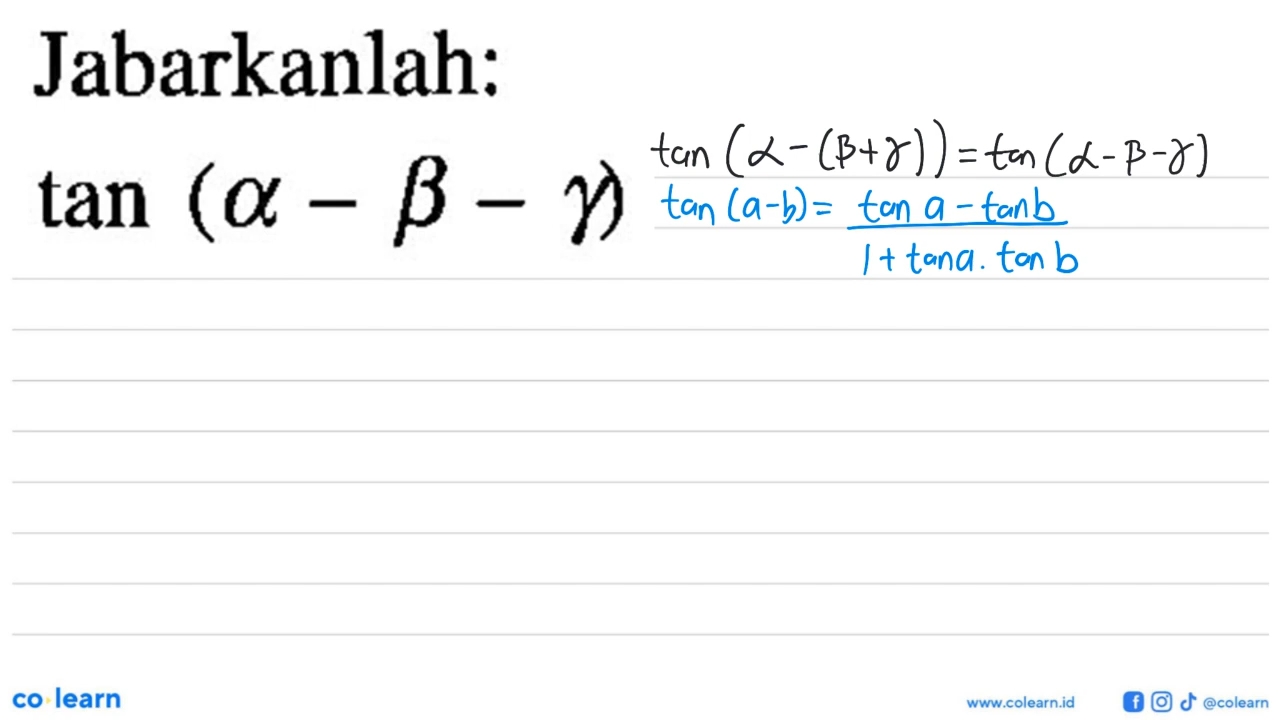 Jabarkanlah:
tan (α – β – γ)
tan (α - (β + γ)) = tan (α - β - γ)
tan (a - b) = tan a - tan b
1 + tan a . tan b
co learn
www.colearn.id @colearn